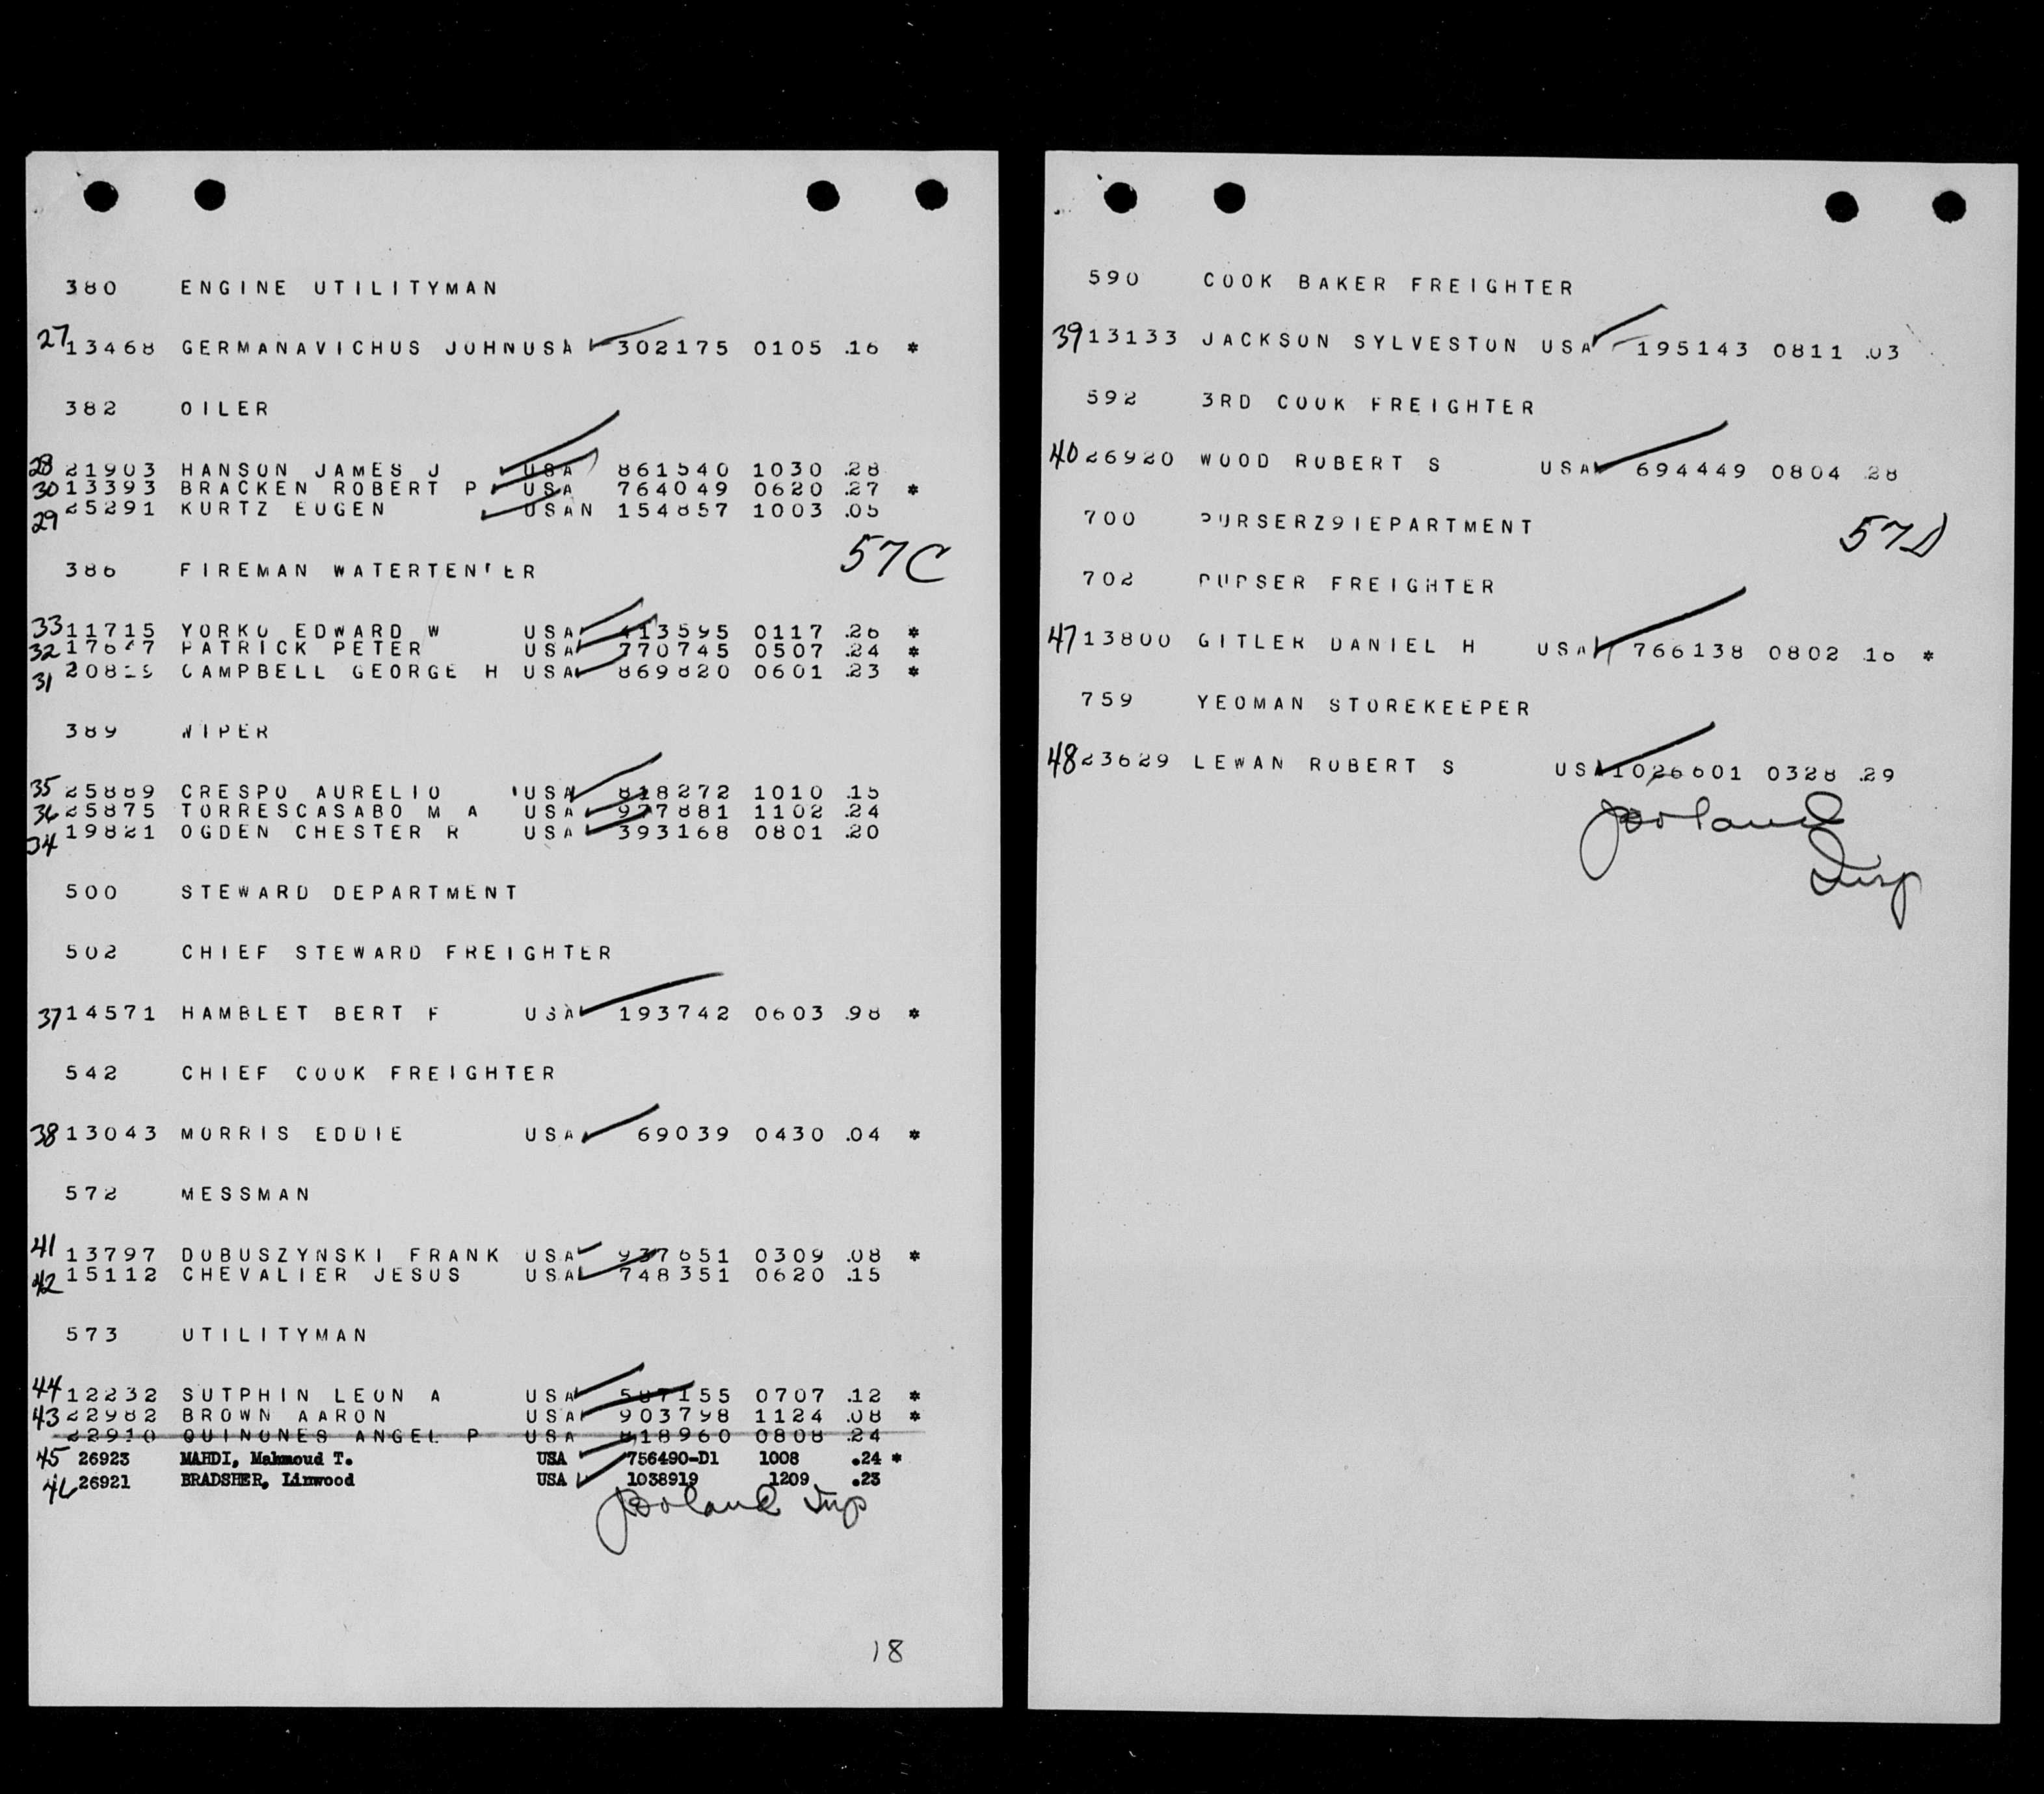 380 ENGINE UTILITYMAN
27 13468 GERMANAVICHUS JOHNUSA 302175 0105 .16 *
382 OILER
28 21903 HANSON JAMES J USA 861540 1030 .28
30 13393 BRACKEN ROBERT P USA 764049 0620 .27 *
29 25291 KURTZ EUGEN USAN 154857 1003 .05
57C
386 FIREMAN WATERTENDER
33 11715 YORKO EDWARD W USA 413595 0117 .26 *
32 PATRICK PETER USA 770745 0507 .24 *
31 CAMPBELL GEORGE H USA 869820 0601 .23 *
389 WIPER
35 25889 CRESPO AURELIO USA 818272 1010 .15
36 25875 TORRESCASABO M A USA 977881 1102 .24
34 19821 OGDEN CHESTER R USA 393168 0801 .20
500 STEWARD DEPARTMENT
502 CHIEF STEWARD FREIGHTER
37 14571 HAMBLET BERT F USA 193742 0603 .98 *
542 CHIEF COOK FREIGHTER
38 13043 MORRIS EDDIE USA 69039 0430 .04 *
572 MESSMAN
41 13797 DOBUSZYNSKI FRANK USA 937651 0309 .08 *
42 15112 CHEVALIER JESUS USA 748351 0620 .15
573 UTILITYMAN
44 12232 SUTPHIN LEON A USA 587155 0707 .12 *
43 22982 BROWN AARON USA 903798 1124 .08 *
22910 QUINONES ANGEL P USA 818960 0808 .24
45 26923 MAHDI, Mahmoud T. USA 756490-D1 1008 .24 *
46 26921 BRADSHER, Linwood USA 1038919 1209 .23
18
590 COOK BAKER FREIGHTER
39 13133 JACKSON SYLVESTON USA 195143 0811 .03
592 3RD COOK FREIGHTER
40 26920 WOOD ROBERT S USA 694449 0804 28
700 PURSERZ9IEPARTMENT
57D
702 PURSER FREIGHTER
47 13800 GITLER DANIEL H USA 766138 0802 16 *
759 YEOMAN STOREKEEPER
48 23629 LEWAN ROBERT S USA 1026601 0328 .29